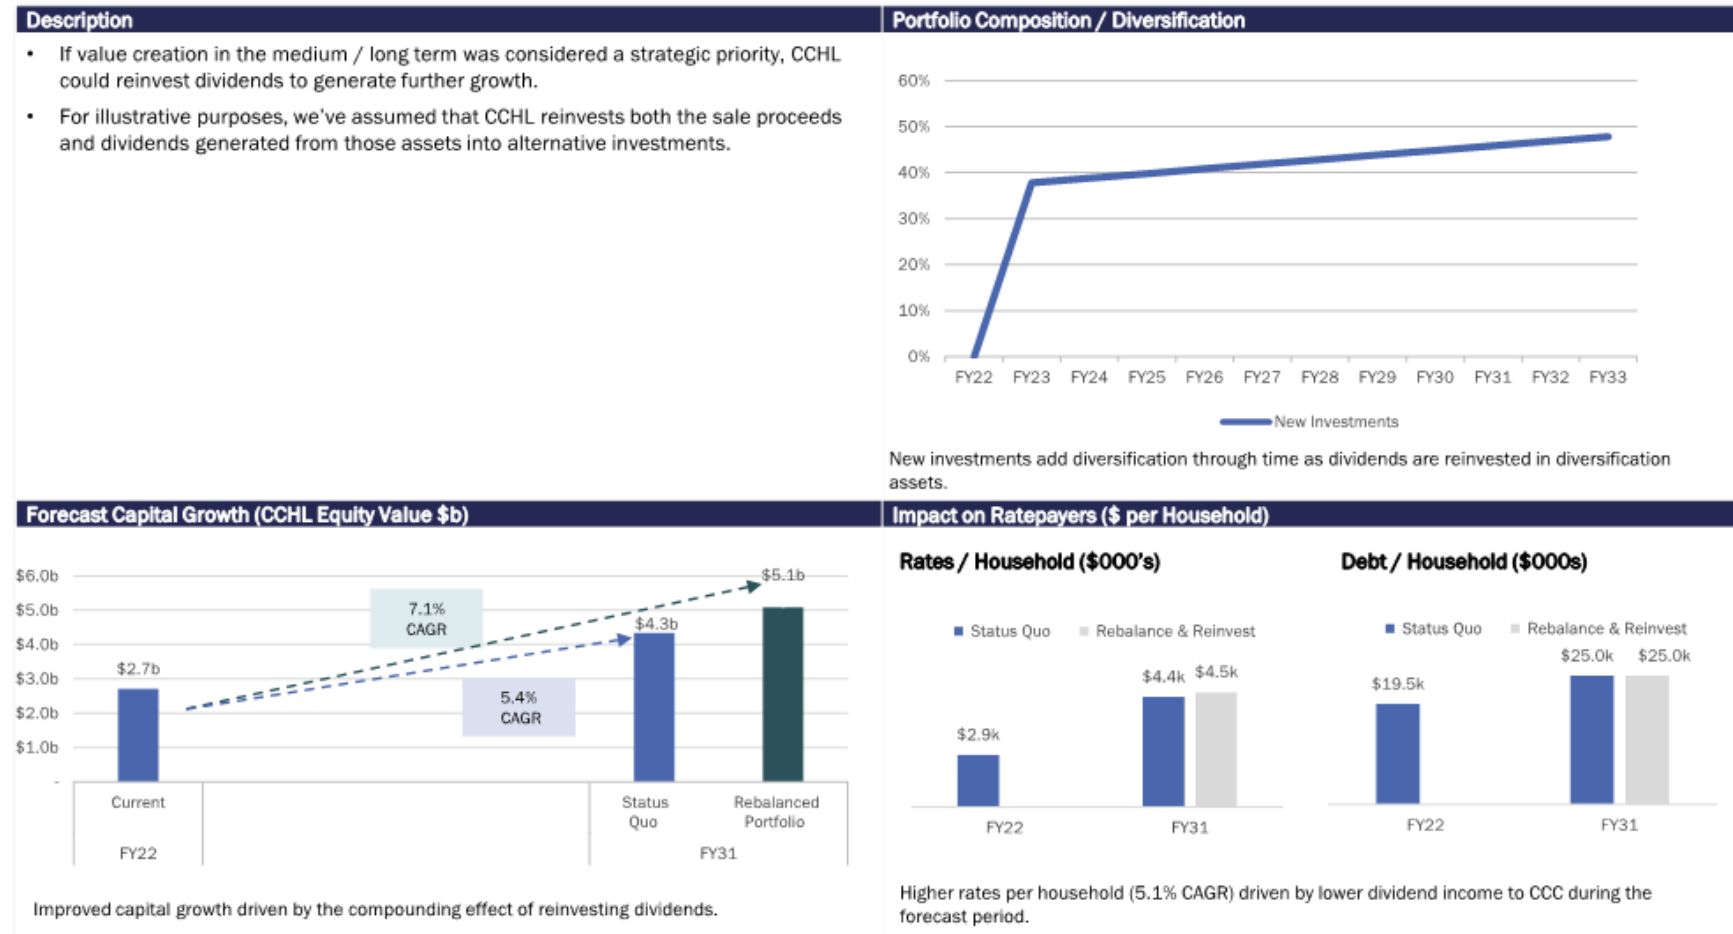 Description
• If value creation in the medium / long term was considered a strategic priority, CCHL
could reinvest dividends to generate further growth.
• For illustrative purposes, we've assumed that CCHL reinvests both the sale proceeds
and dividends generated from those assets into alternative investments.
Portfolio Composition / Diversification
60%
50%
40%
30%
20%
10%
0%
FY22 FY23 FY24 FY25 FY26 FY27 FY28 FY29 FY30 FY31 FY32 FY33
New Investments
New investments add diversification through time as dividends are reinvested in diversification
assets.
Forecast Capital Growth (CCHL Equity Value $b)
$6.0b
$5.0b
$4.0b
$3.0b
$2.0b
$1.0b
-
$2.7b
7.1%
CAGR
5.4%
CAGR
$4.3b
$5.1b
Current
Status
Quo
Rebalanced
Portfolio
FY22
FY31
Improved capital growth driven by the compounding effect of reinvesting dividends.
Impact on Ratepayers ($ per Household)
Rates / Household ($000's)
Status Quo Rebalance & Reinvest
$2.9k
$4.4k $4.5k
FY22 FY31
Debt / Household ($000s)
Status Quo Rebalance & Reinvest
$19.5k
$25.0k $25.0k
FY22 FY31
Higher rates per household (5.1% CAGR) driven by lower dividend income to CCC during the
forecast period.